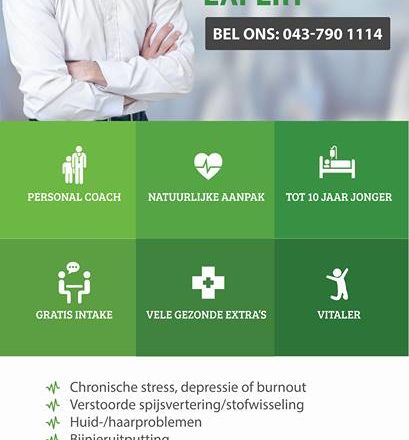 EXPERT
BEL ONS: 043-790 1114
PERSONAL COACH
NATUURLIJKE AANPAK
TOT 10 JAAR JONGER
GRATIS INTAKE
VELE GEZONDE EXTRA'S
VITALER
Chronische stress, depressie of burnout
Verstoorde spijsvertering/stofwisseling
Huid-/haarproblemen
Bijnieruitputting